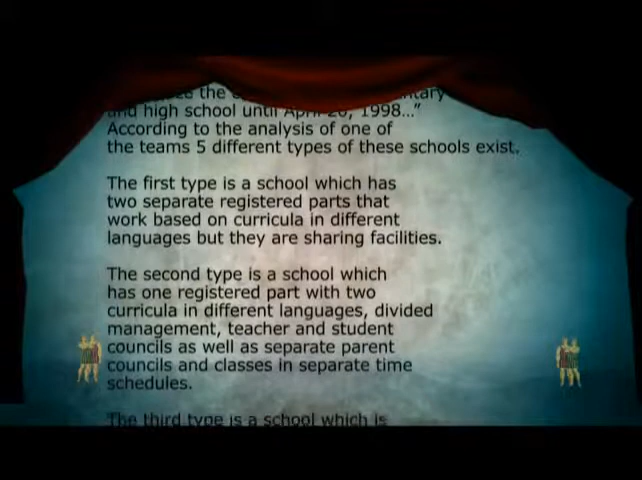 the
and high school until April 20, 1998..."
According to the analysis of one of
the teams 5 different types of these schools exist.
The first type is a school which has
two separate registered parts that
work based on curricula in different
languages but they are sharing facilities.
The second type is a school which
has one registered part with two
curricula in different languages, divided
management, teacher and student
councils as well as separate parent
councils and classes in separate time
schedules.
The third type is a school which is